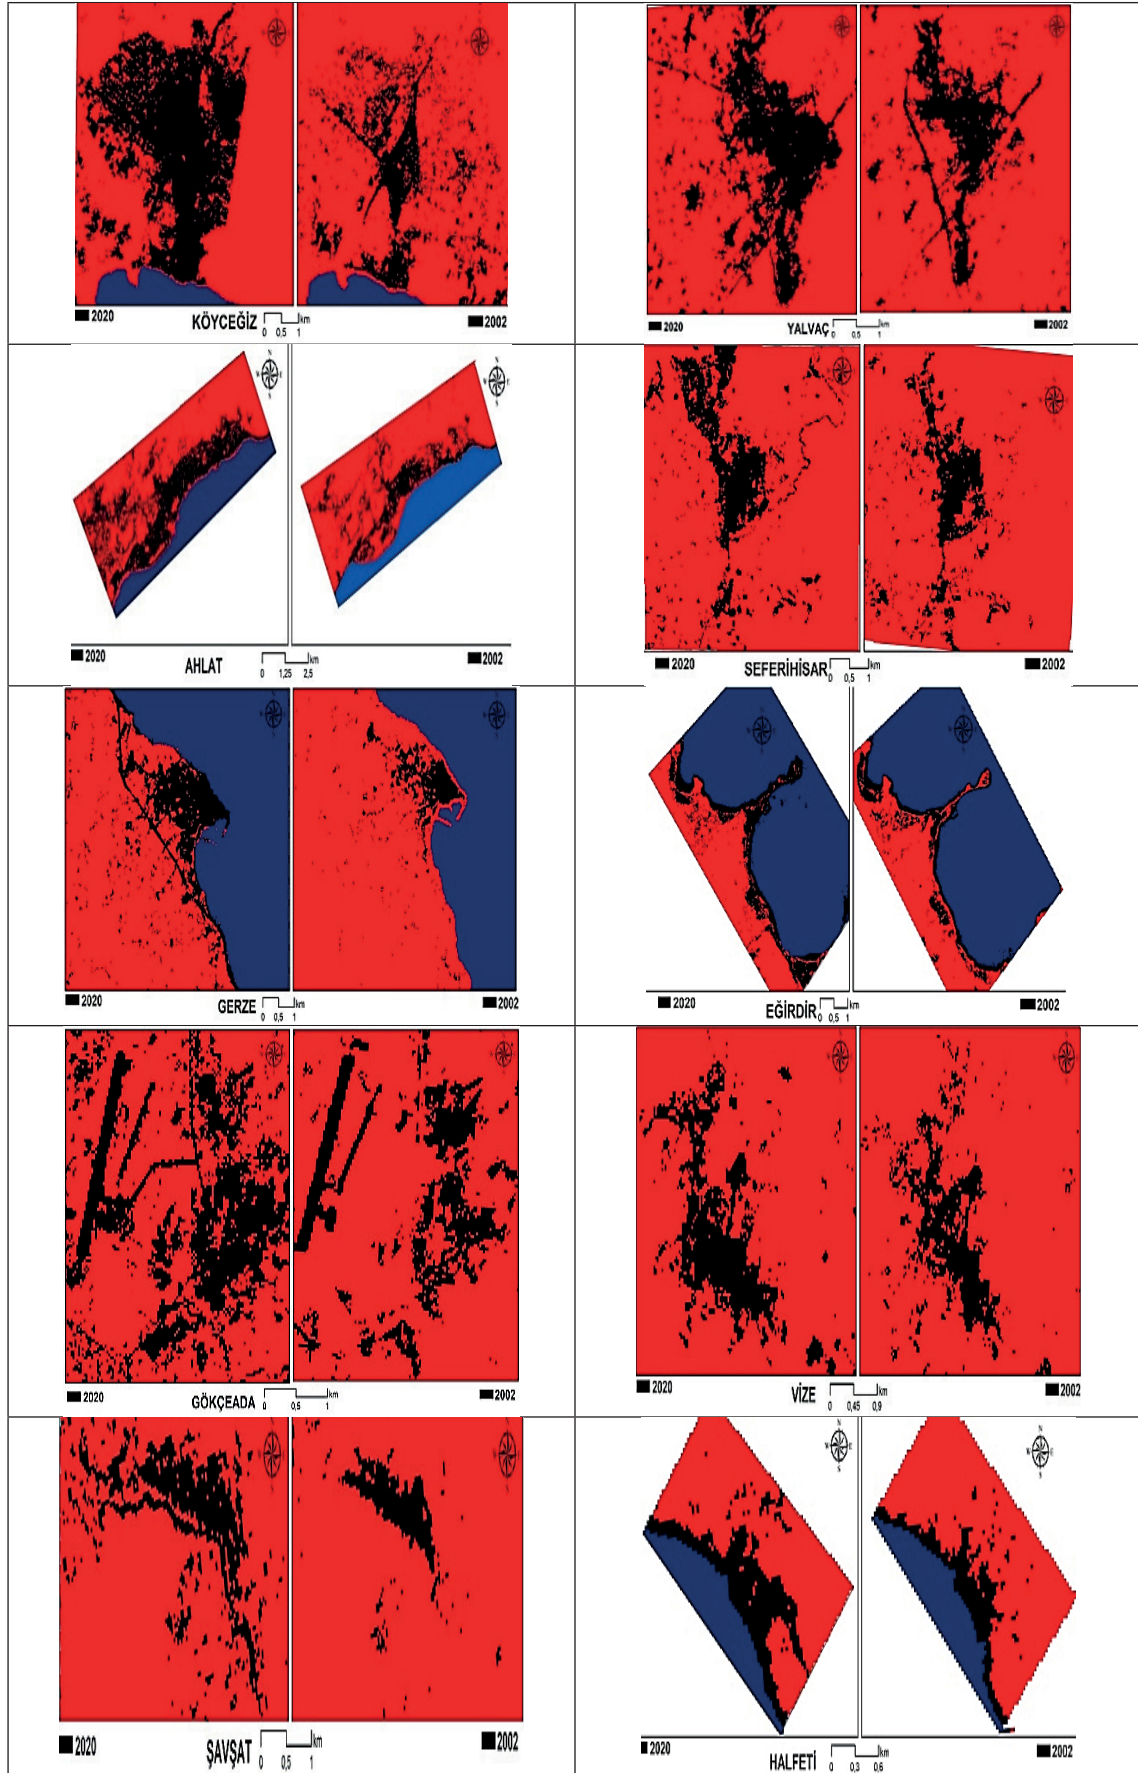 2020 KÖYCEĞİZ 0 0,5 1 km 2002
2020 YALVAÇ 0 0,5 1 km 2002
2020 AHLAT 0 1,25 2,5 km 2002
2020 SEFERİHİSAR 0 0,5 1 km 2002
2020 GERZE 0 0,5 1 km 2002
2020 EĞİRDİR 0 0,5 1 km 2002
2020 GÖKÇEADA 0 0,5 1 km 2002
2020 VİZE 0 0,45 0,9 km 2002
2020 ŞAVŞAT 0 0,5 1 km 2002
2020 HALFETİ 0 0,3 0,6 km 2002